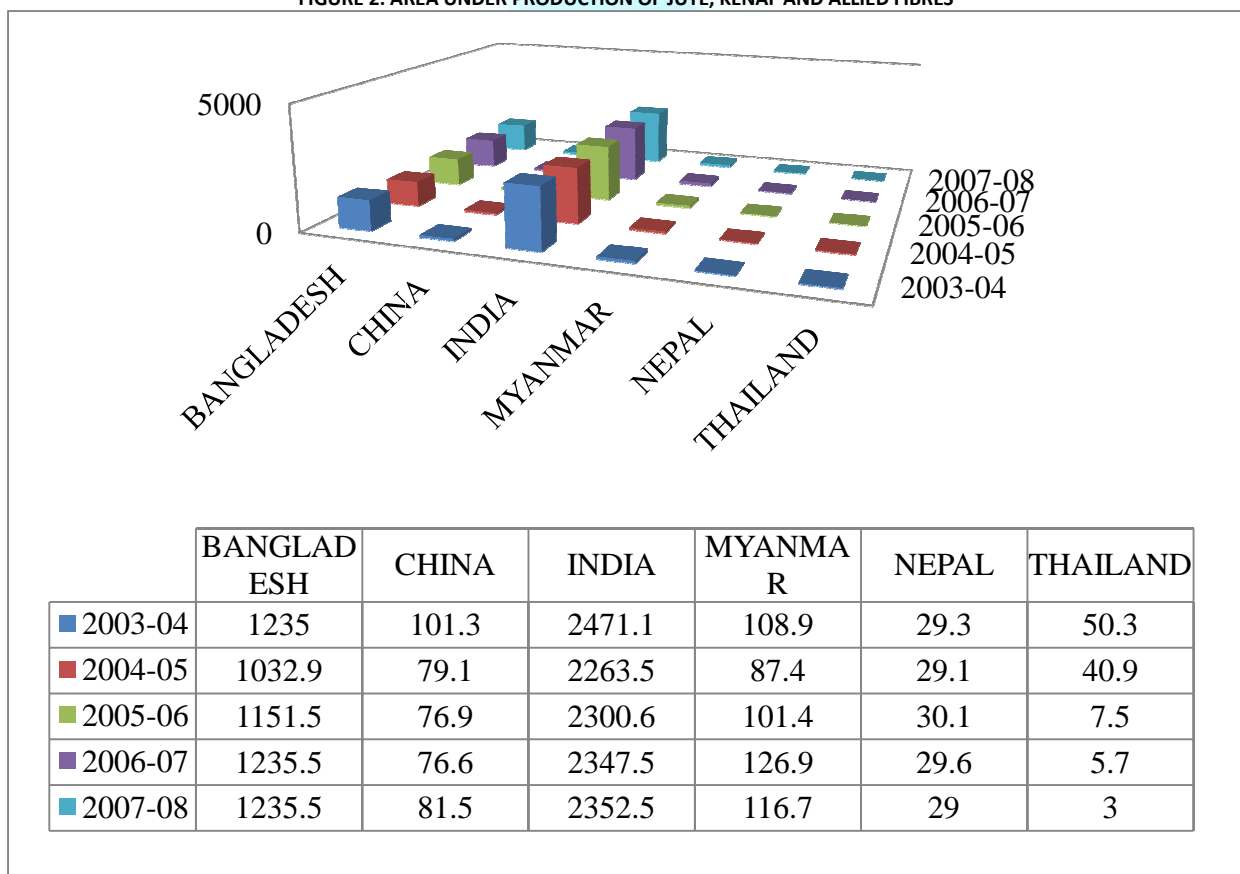 FIGURE 2: AREA UNDER PRODUCTION OF JUTE, KENAF AND ALLIED FIBRES
5000
0
2007-08
2006-07
2005-06
2004-05
2003-04
BANGLADESH
CHINA
INDIA
MYANMAR
NEPAL
THAILAND
BANGLAD
ESH CHINA INDIA MYANMA
R NEPAL THAILAND
2003-04 1235 101.3 2471.1 108.9 29.3 50.3
2004-05 1032.9 79.1 2263.5 87.4 29.1 40.9
2005-06 1151.5 76.9 2300.6 101.4 30.1 7.5
2006-07 1235.5 76.6 2347.5 126.9 29.6 5.7
2007-08 1235.5 81.5 2352.5 116.7 29 3